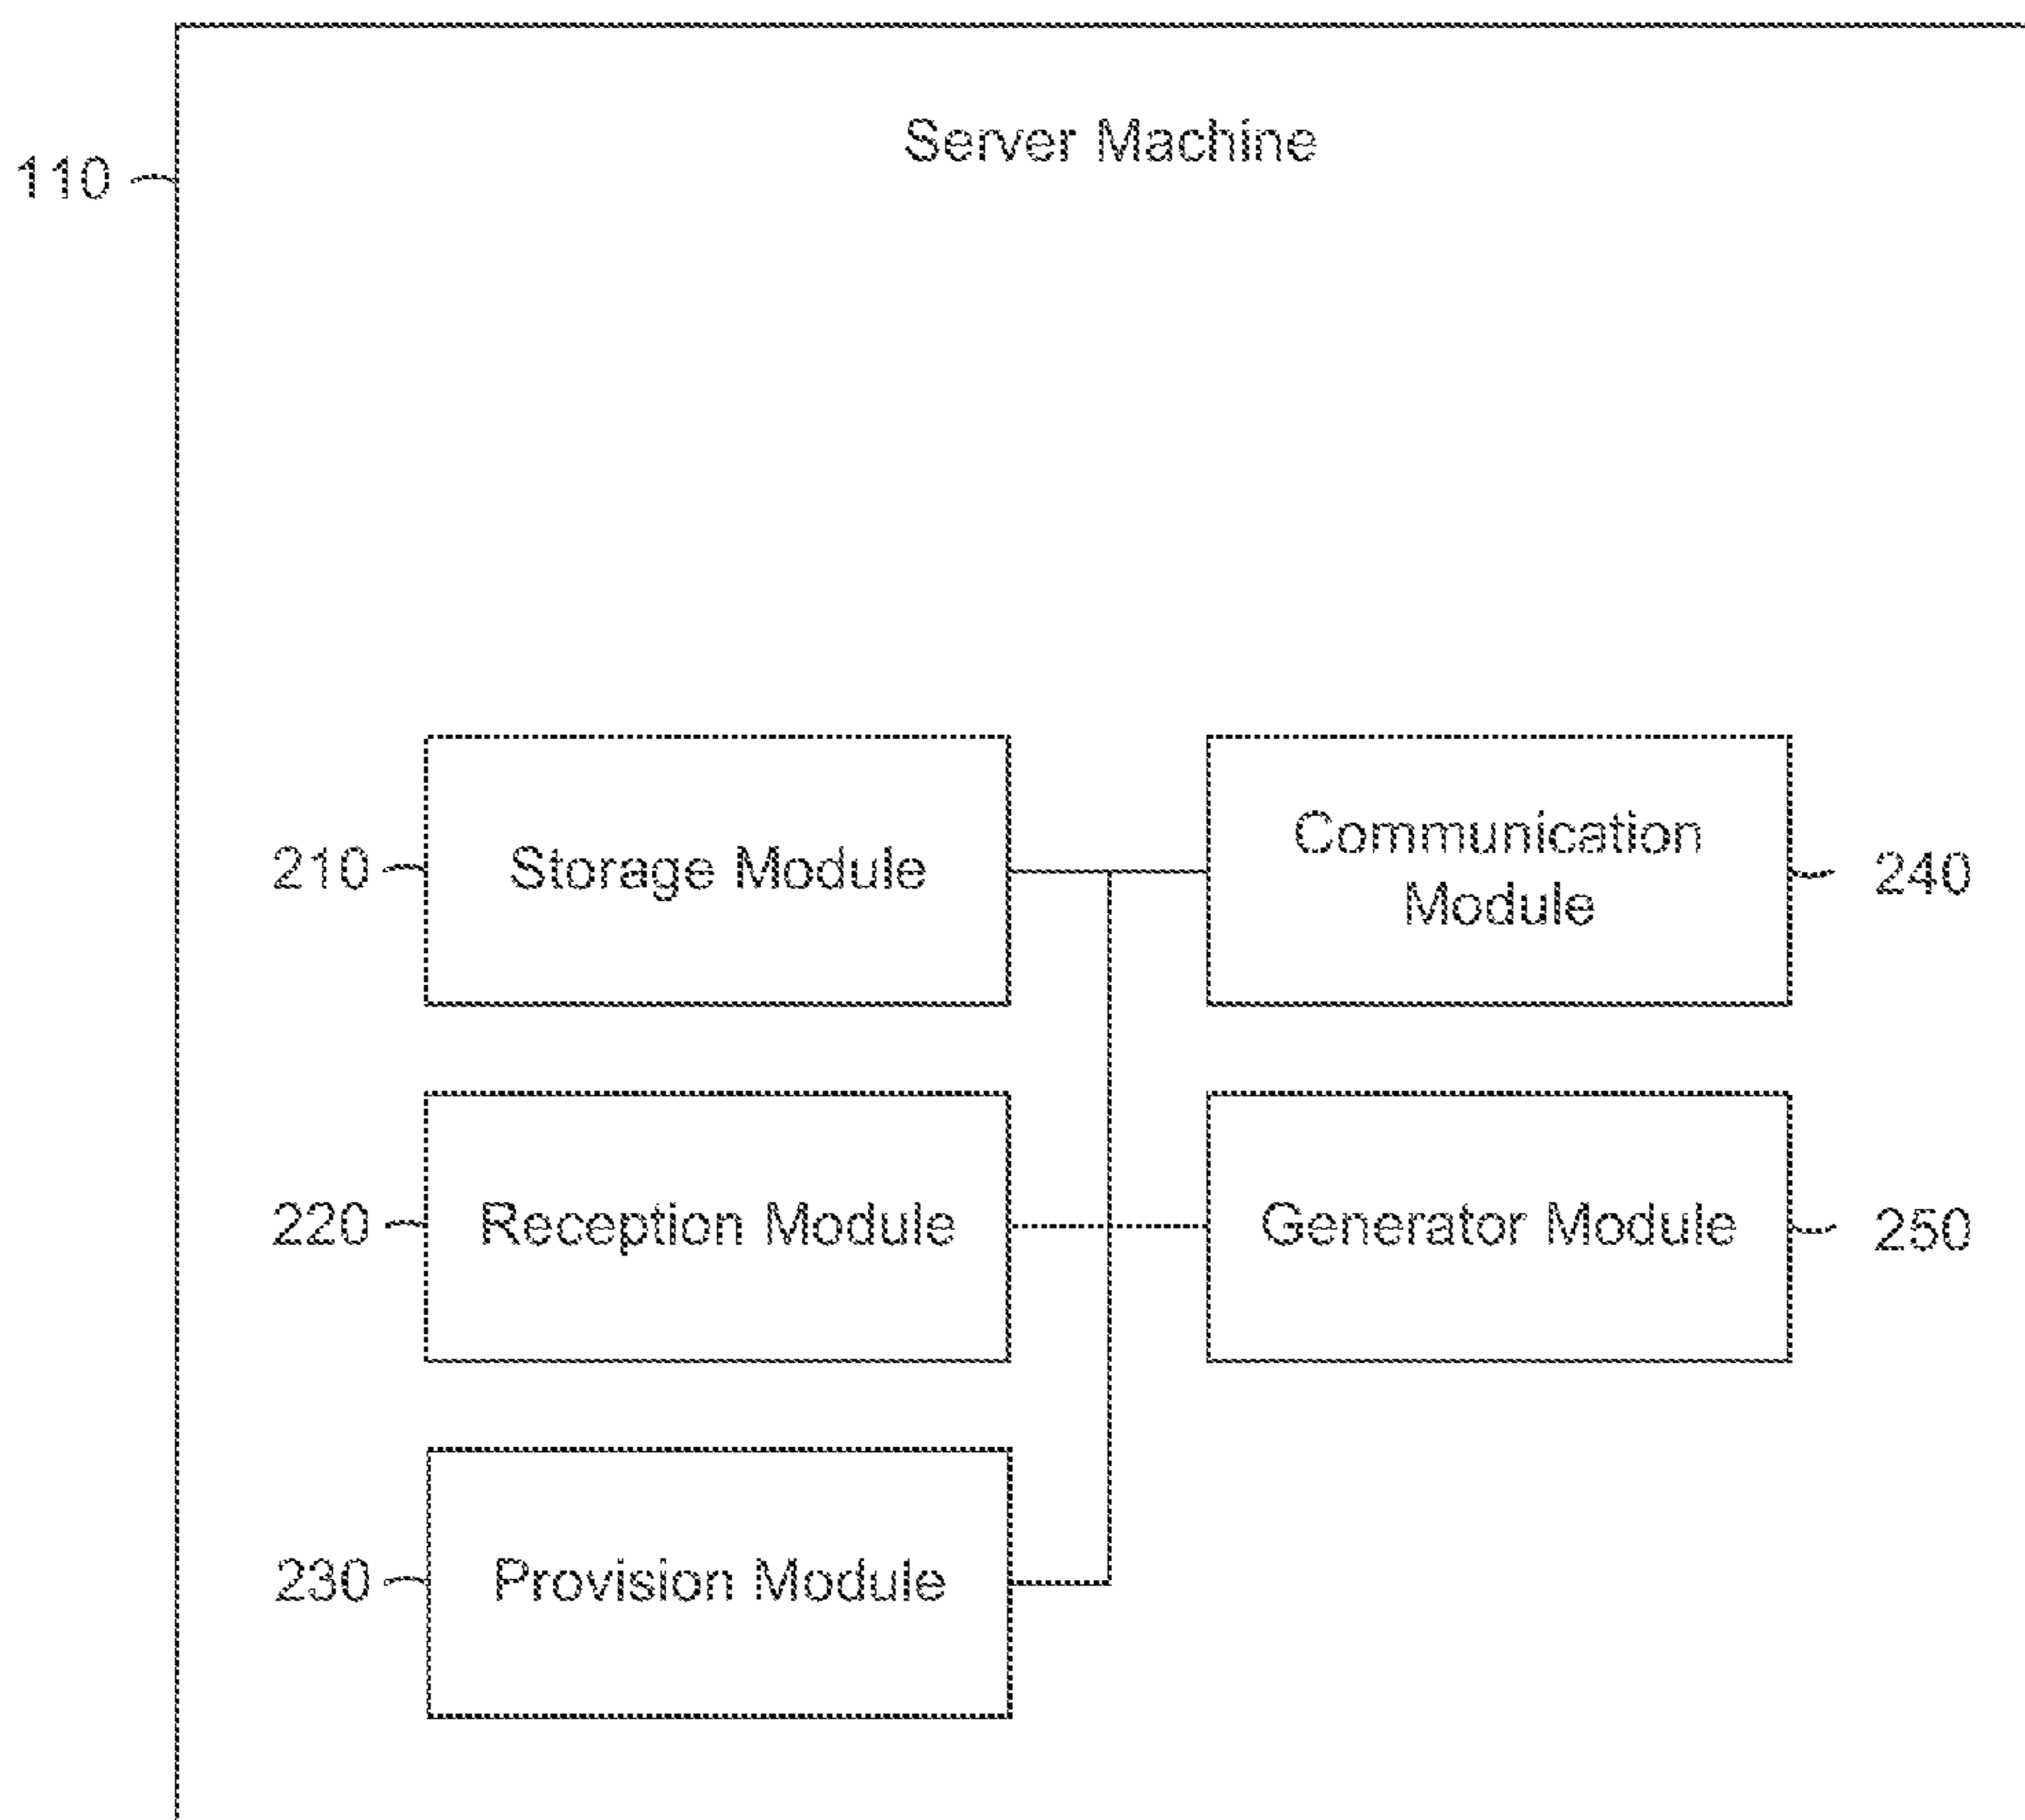 Server Machine
110
210
Storage Module
Communication
Module
240
220
Reception Module
Generator Module
250
230
Provision Module